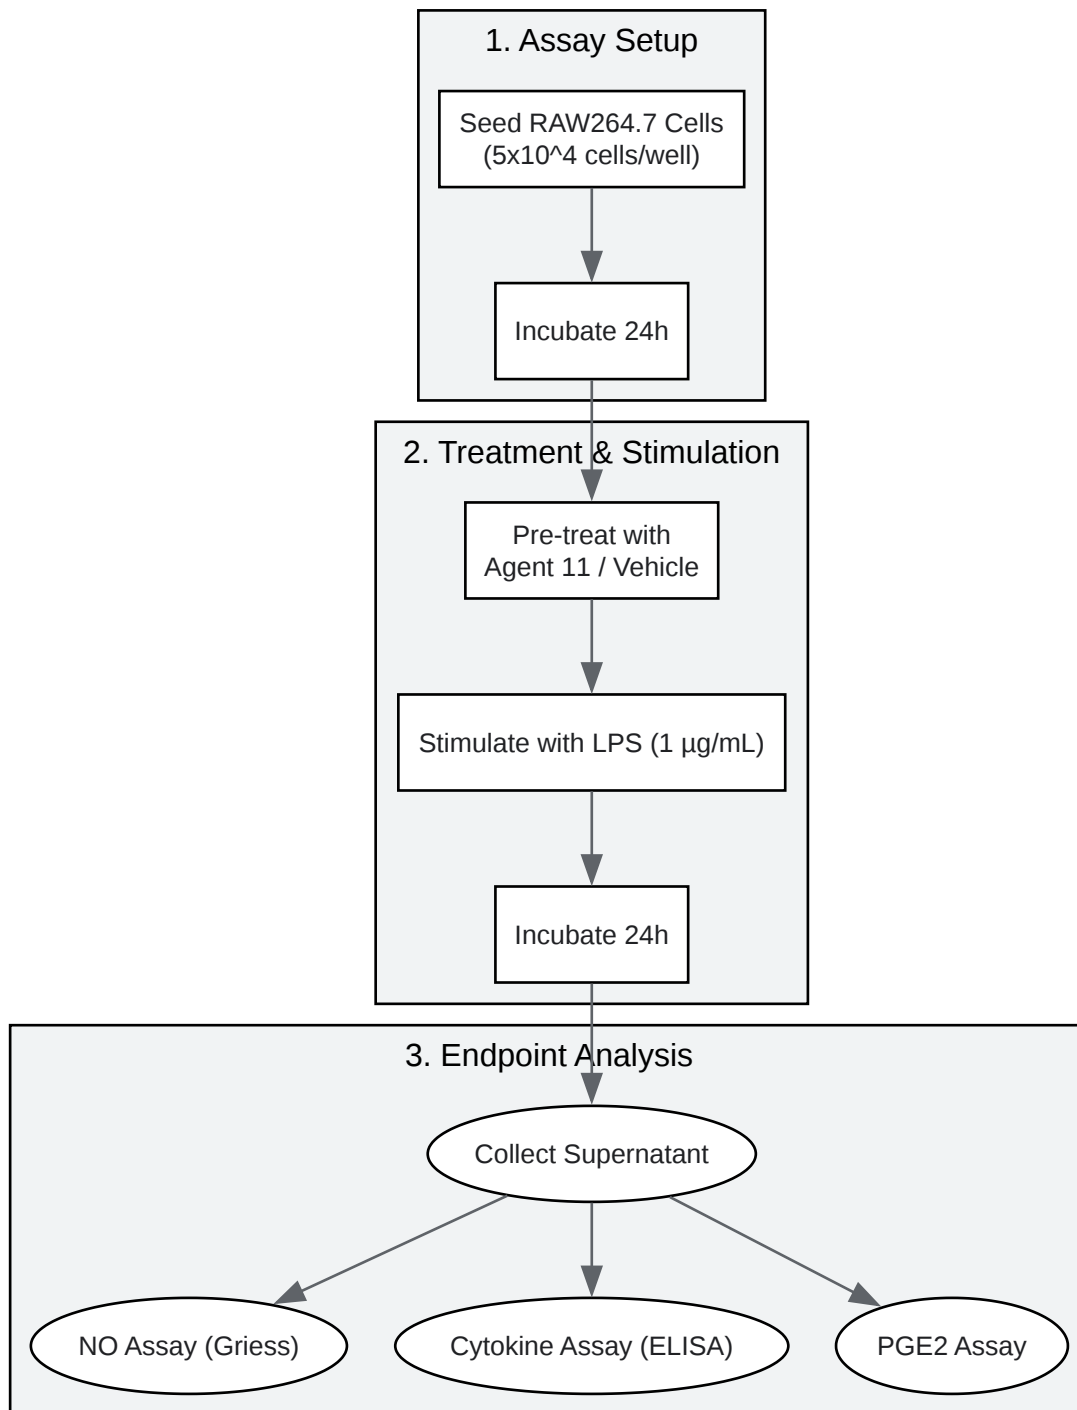 1. Assay Setup
Seed RAW264.7 Cells
(5x10^4 cells/well)
Incubate 24h
2. Treatment & Stimulation
Pre-treat with
Agent 11 / Vehicle
Stimulate with LPS (1 µg/mL)
Incubate 24h
3. Endpoint Analysis
Collect Supernatant
NO Assay (Griess)
Cytokine Assay (ELISA)
PGE2 Assay